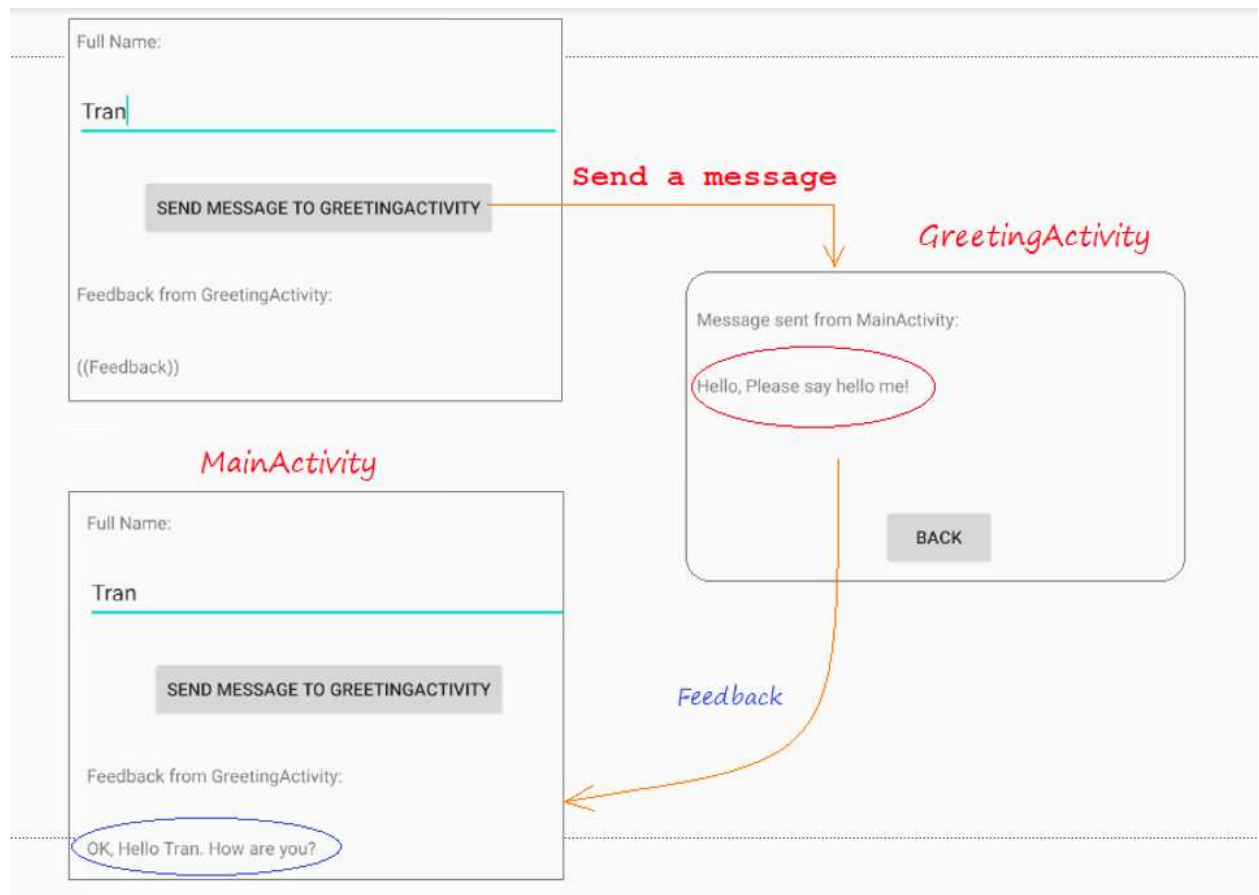 Full Name:
Tran
SEND MESSAGE TO GREETINGACTIVITY
Feedback from GreetingActivity:
((Feedback))
Send a message
GreetingActivity
Message sent from MainActivity:
Hello, Please say hello me!
BACK
Feedback
MainActivity
Full Name:
Tran
SEND MESSAGE TO GREETINGACTIVITY
Feedback from GreetingActivity:
OK, Hello Tran. How are you?